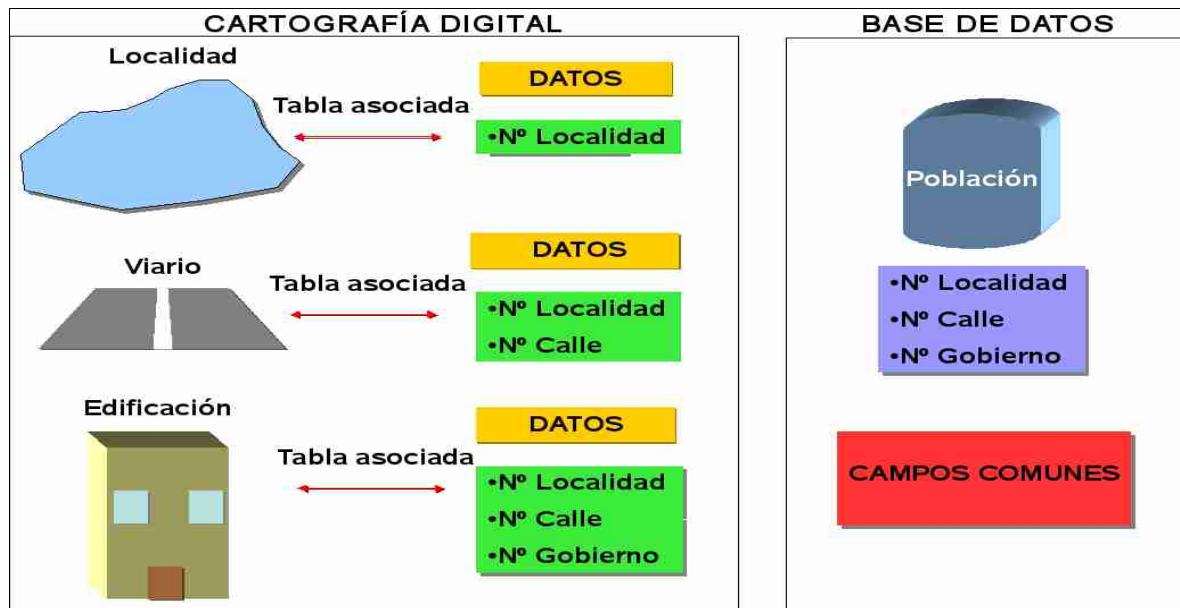 CARTOGRAFÍA DIGITAL
Localidad
Tabla asociada
DATOS
•Nº Localidad
Viario
Tabla asociada
DATOS
•Nº Localidad
•Nº Calle
Edificación
Tabla asociada
DATOS
•Nº Localidad
•Nº Calle
•Nº Gobierno
BASE DE DATOS
Población
•Nº Localidad
•Nº Calle
•Nº Gobierno
CAMPOS COMUNES